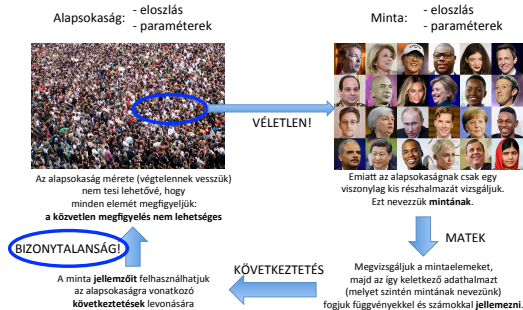 Alapsokaság: - eloszlás
- paraméterek
Minta: - eloszlás
- paraméterek
VÉLETLEN!
Az alapsokaság mérete (végtelennek vesszük)
nem tesi lehetővé, hogy
minden elemét megfigyeljük:
a közvetlen megfigyelés nem lehetséges
Emiatt az alapsokaságnak csak egy
viszonylag kis részhalmazát vizsgáljuk.
Ezt nevezzük mintának.
BIZONYTALANSÁG!
MATEK
A minta jellemzőit felhasználhatjuk
az alapsokaságra vonatkozó
következtetések levonására
KÖVETKEZTETÉS
Megvizsgáljuk a mintaelemeket,
majd az így keletkező adathalmazt
(melyet szintén mintának nevezünk)
fogjuk függvényekkel és számokkal jellemezni.